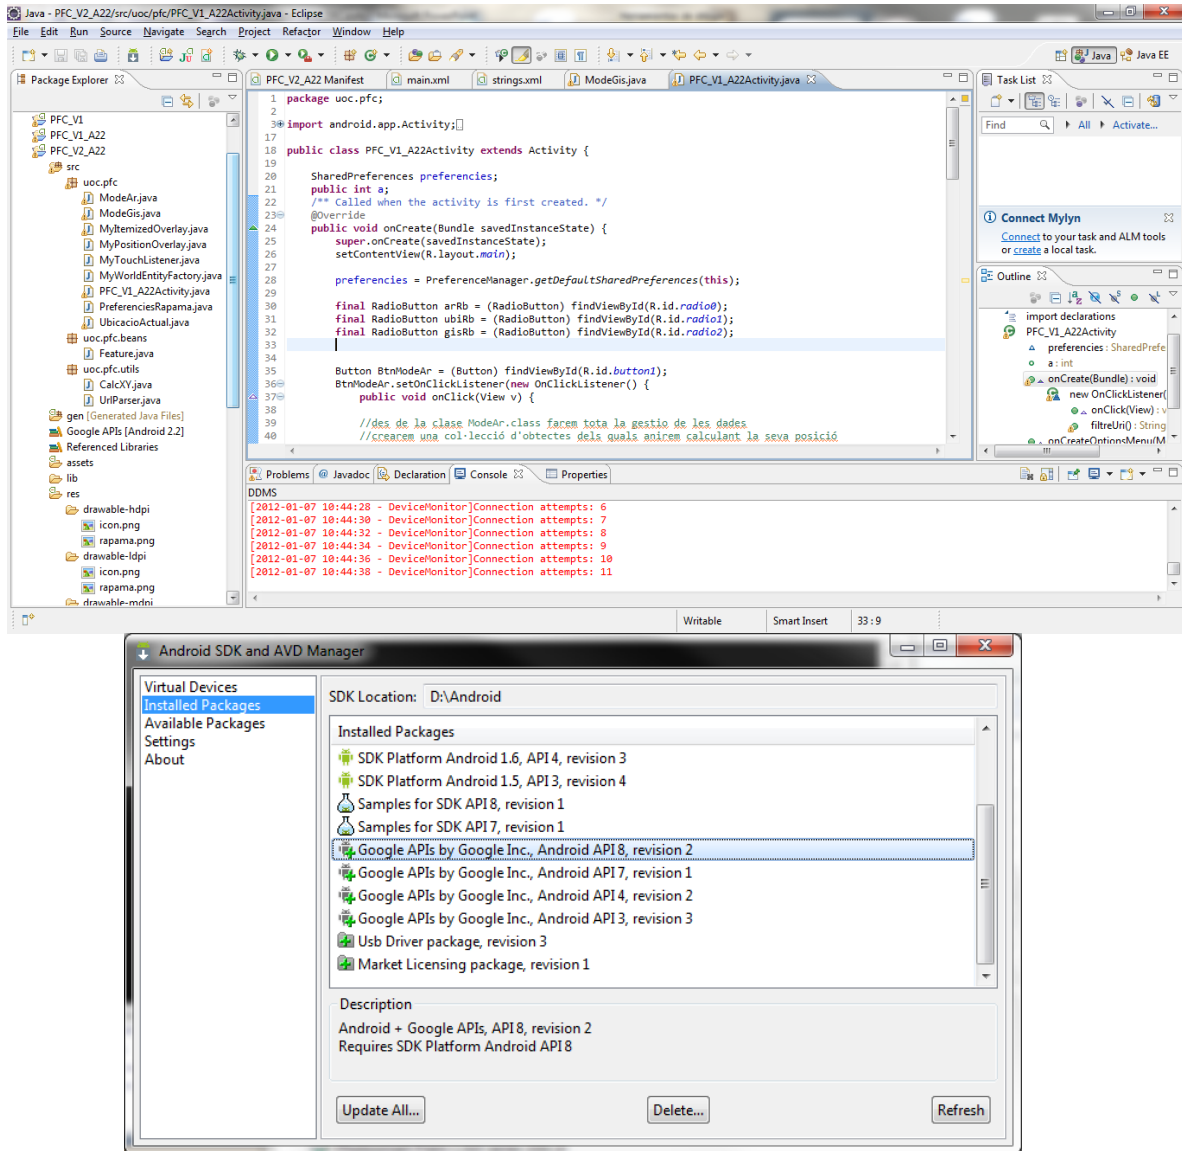 Java - PFC_V2_A22/src/uoc/pfc/PFC_V1_A22Activity.java - Eclipse
File Edit Run Source Navigate Search Project Refactor Window Help
Java Java EE
Package Explorer
PFC_V1
PFC_V1_A22
PFC_V2_A22
src
uoc.pfc
ModeAr.java
ModeGis.java
MyItemizedOverlay.java
MyPositionOverlay.java
MyTouchListener.java
MyWorldEntityFactory.java
PFC_V1_A22Activity.java
PreferenciesRapama.java
UbicacioActual.java
uoc.pfc.beans
Feature.java
uoc.pfc.utils
CalcXY.java
UrlParser.java
gen [Generated Java Files]
Google APIs [Android 2.2]
Referenced Libraries
assets
lib
res
drawable-hdpi
icon.png
rapama.png
drawable-ldpi
icon.png
rapama.png
drawable-mdpi
PFC_V2_A22 Manifest main.xml strings.xml ModeGis.java PFC_V1_A22Activity.java
1 package uoc.pfc;
2
3 import android.app.Activity;
17
18 public class PFC_V1_A22Activity extends Activity {
19
20 SharedPreferences preferencies;
21 public int a;
22 /** Called when the activity is first created. */
23 @Override
24 public void onCreate(Bundle savedInstanceState) {
25 super.onCreate(savedInstanceState);
26 setContentView(R.layout.main);
27
28 preferencies = PreferenceManager.getDefaultSharedPreferences(this);
29
30 final RadioButton arRb = (RadioButton) findViewById(R.id.radio0);
31 final RadioButton ubiRb = (RadioButton) findViewById(R.id.radio1);
32 final RadioButton gisRb = (RadioButton) findViewById(R.id.radio2);
33
34
35 Button BtnModeAr = (Button) findViewById(R.id.button1);
36 BtnModeAr.setOnClickListener(new OnClickListener() {
37 public void onClick(View v) {
38
39 //des de la clase ModeAr.class farem tota la gestio de les dades
40 //crearem una col·lecció d'obtectes dels quals anirem calculant la seva posició
Task List
Find All Activate...
Connect Mylyn
Connect to your task and ALM tools
or create a local task.
Outline
import declarations
PFC_V1_A22Activity
preferencies : SharedPrefe
a : int
onCreate(Bundle) : void
new OnClickListener(
onClick(View) : v
filtreUri() : String
onCreateOptionsMenu(M
Problems Javadoc Declaration Console Properties
DDMS
[2012-01-07 10:44:28 - DeviceMonitor]Connection attempts: 6
[2012-01-07 10:44:30 - DeviceMonitor]Connection attempts: 7
[2012-01-07 10:44:32 - DeviceMonitor]Connection attempts: 8
[2012-01-07 10:44:34 - DeviceMonitor]Connection attempts: 9
[2012-01-07 10:44:36 - DeviceMonitor]Connection attempts: 10
[2012-01-07 10:44:38 - DeviceMonitor]Connection attempts: 11
Writable Smart Insert 33 : 9
Android SDK and AVD Manager
Virtual Devices
Installed Packages
Available Packages
Settings
About
SDK Location: D:\Android
Installed Packages
SDK Platform Android 1.6, API 4, revision 3
SDK Platform Android 1.5, API 3, revision 4
Samples for SDK API 8, revision 1
Samples for SDK API 7, revision 1
Google APIs by Google Inc., Android API 8, revision 2
Google APIs by Google Inc., Android API 7, revision 1
Google APIs by Google Inc., Android API 4, revision 2
Google APIs by Google Inc., Android API 3, revision 3
Usb Driver package, revision 3
Market Licensing package, revision 1
Description
Android + Google APIs, API 8, revision 2
Requires SDK Platform Android API 8
Update All... Delete... Refresh